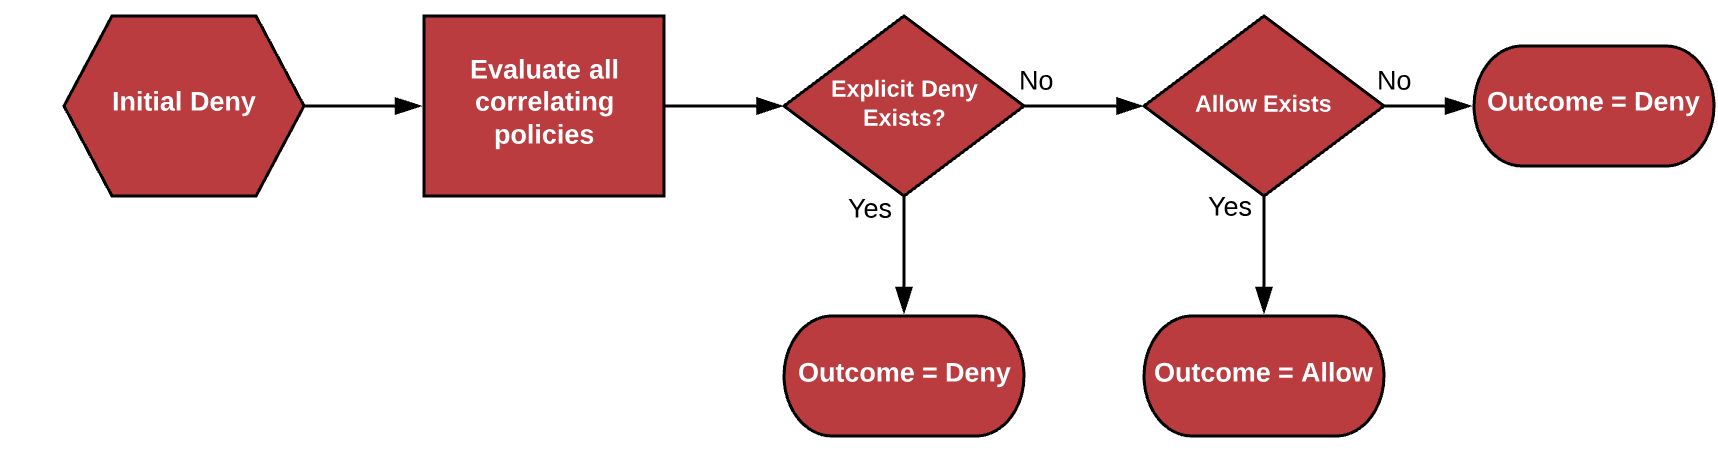 Initial Deny
Evaluate all
correlating
policies
Explicit Deny
Exists?
No
Yes
Allow Exists
No
Yes
Outcome = Deny
Outcome = Deny
Outcome = Allow